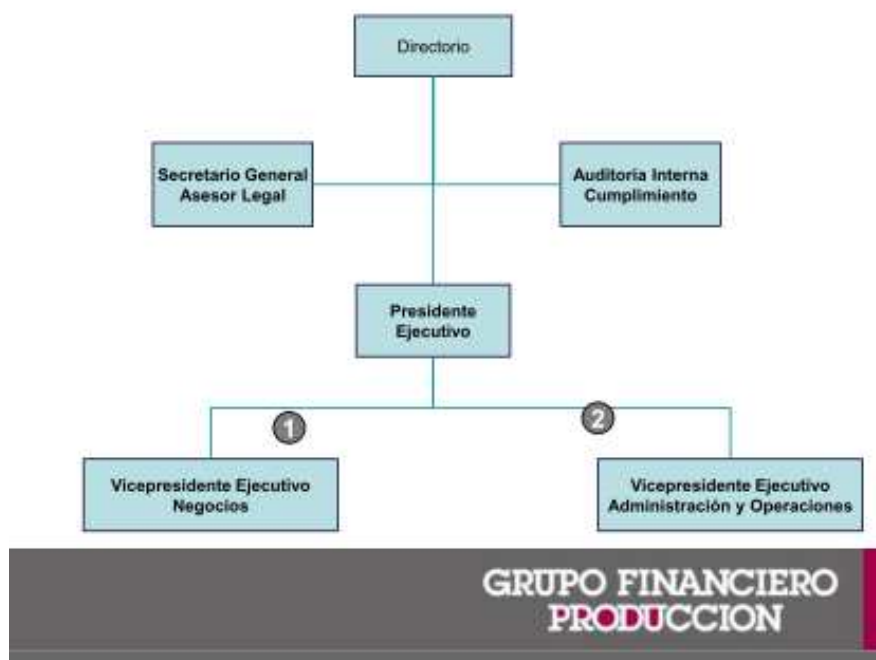 Directorio
Secretario General
Asesor Legal
Auditoría Interna
Cumplimiento
Presidente
Ejecutivo
1
2
Vicepresidente Ejecutivo
Negocios
Vicepresidente Ejecutivo
Administración y Operaciones
GRUPO FINANCIERO
PRODUCCION